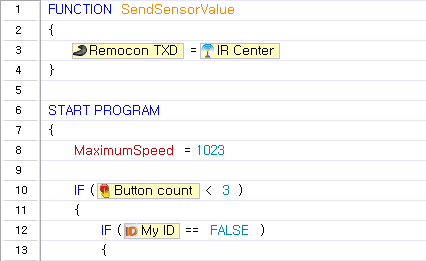 1 FUNCTION SendSensorValue
2 {
3 Remocon TXD = IR Center
4 }
5
6 START PROGRAM
7 {
8 MaximumSpeed = 1023
9
10 IF ( Button count < 3 )
11 {
12 IF ( ID My ID == FALSE )
13 {